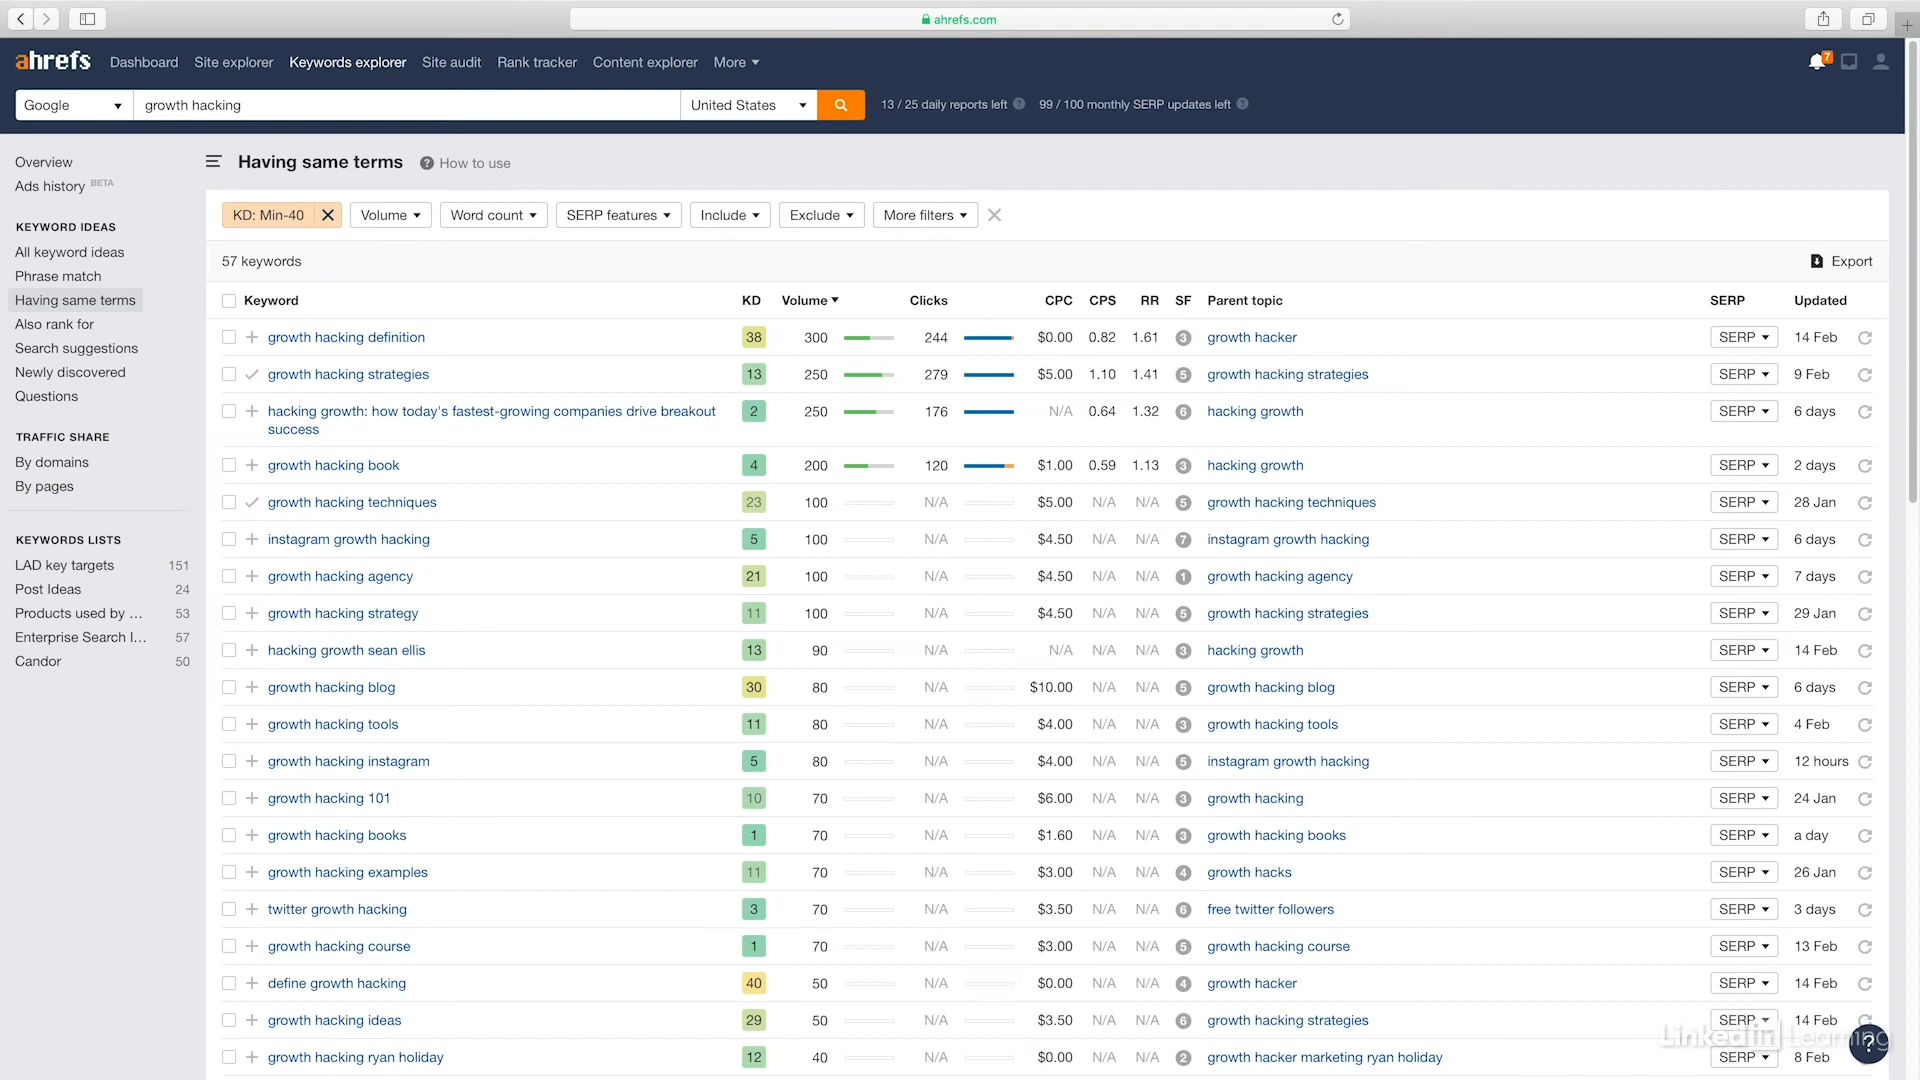 ahrefs.com
ahrefs Dashboard Site explorer Keywords explorer Site audit Rank tracker Content explorer More 7
Google growth hacking United States 13 / 25 daily reports left ? 99 / 100 monthly SERP updates left ?
Overview
Ads history BETA
KEYWORD IDEAS
All keyword ideas
Phrase match
Having same terms
Also rank for
Search suggestions
Newly discovered
Questions
TRAFFIC SHARE
By domains
By pages
KEYWORDS LISTS
LAD key targets 151
Post Ideas 24
Products used by ... 53
Enterprise Search I... 57
Candor 50
Having same terms ? How to use
KD: Min-40 Volume Word count SERP features Include Exclude More filters
57 keywords Export
Keyword KD Volume Clicks CPC CPS RR SF Parent topic SERP Updated
growth hacking definition 38 300 244 $0.00 0.82 1.61 3 growth hacker SERP 14 Feb
growth hacking strategies 13 250 279 $5.00 1.10 1.41 5 growth hacking strategies SERP 9 Feb
hacking growth: how today's fastest-growing companies drive breakout 2 250 176 N/A 0.64 1.32 6 hacking growth SERP 6 days
success
growth hacking book 4 200 120 $1.00 0.59 1.13 3 hacking growth SERP 2 days
growth hacking techniques 23 100 N/A $5.00 N/A N/A 5 growth hacking techniques SERP 28 Jan
instagram growth hacking 5 100 N/A $4.50 N/A N/A 7 instagram growth hacking SERP 6 days
growth hacking agency 21 100 N/A $4.50 N/A N/A 1 growth hacking agency SERP 7 days
growth hacking strategy 11 100 N/A $4.50 N/A N/A 5 growth hacking strategies SERP 29 Jan
hacking growth sean ellis 13 90 N/A N/A N/A N/A 3 hacking growth SERP 14 Feb
growth hacking blog 30 80 N/A $10.00 N/A N/A 5 growth hacking blog SERP 6 days
growth hacking tools 11 80 N/A $4.00 N/A N/A 3 growth hacking tools SERP 4 Feb
growth hacking instagram 5 80 N/A $4.00 N/A N/A 5 instagram growth hacking SERP 12 hours
growth hacking 101 10 70 N/A $6.00 N/A N/A 3 growth hacking SERP 24 Jan
growth hacking books 1 70 N/A $1.60 N/A N/A 3 growth hacking books SERP a day
growth hacking examples 11 70 N/A $3.00 N/A N/A 4 growth hacks SERP 26 Jan
twitter growth hacking 3 70 N/A $3.50 N/A N/A 6 free twitter followers SERP 3 days
growth hacking course 1 70 N/A $3.00 N/A N/A 5 growth hacking course SERP 13 Feb
define growth hacking 40 50 N/A $0.00 N/A N/A 4 growth hacker SERP 14 Feb
growth hacking ideas 29 50 N/A $3.50 N/A N/A 6 growth hacking strategies SERP 14 Feb
growth hacking ryan holiday 12 40 N/A $0.00 N/A N/A 2 growth hacker marketing ryan holiday SERP 8 Feb
LinkedIn Learning
?